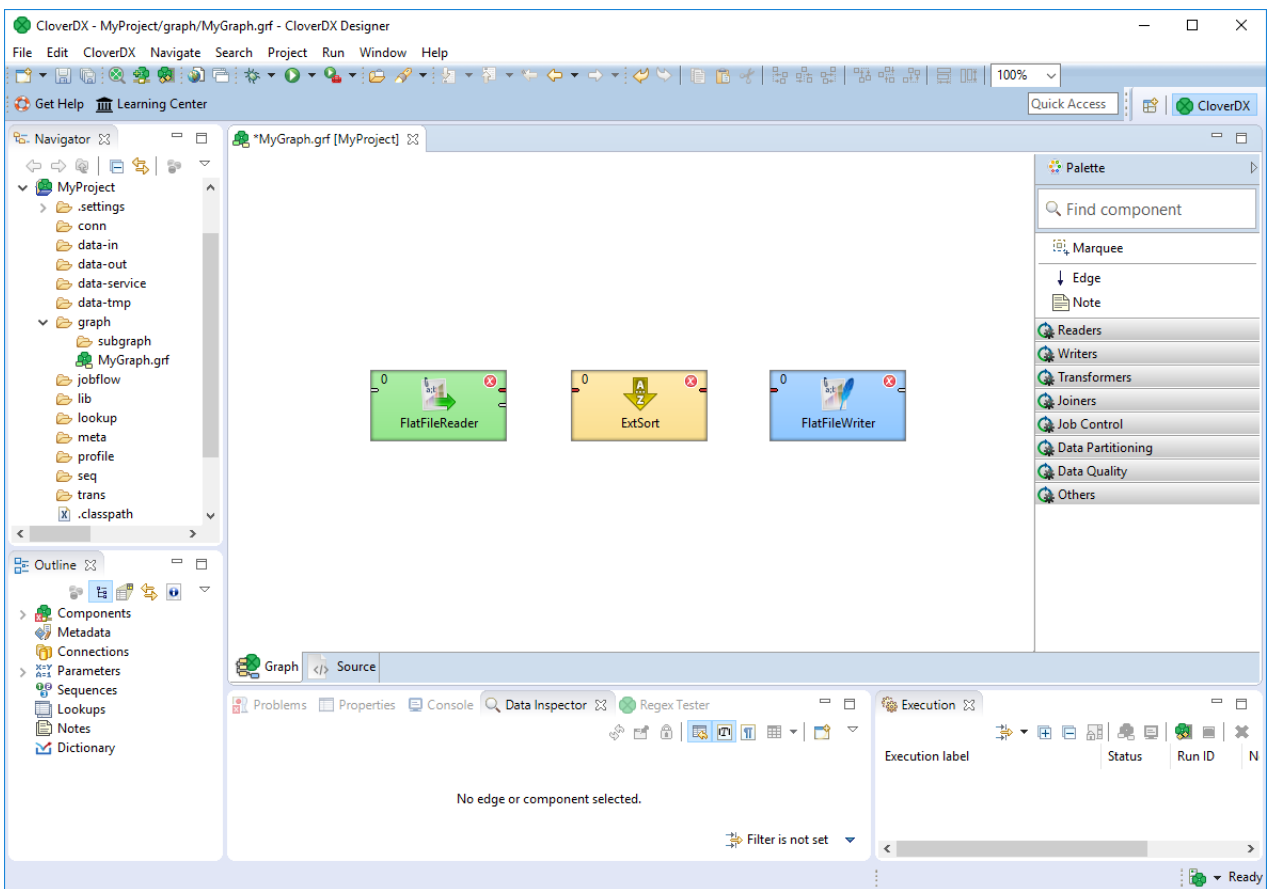 CloverDX - MyProject/graph/MyGraph.grf - CloverDX Designer
File Edit CloverDX Navigate Search Project Run Window Help
100%
Get Help Learning Center
Quick Access
CloverDX
Navigator
MyProject
.settings
conn
data-in
data-out
data-service
data-tmp
graph
subgraph
MyGraph.grf
jobflow
lib
lookup
meta
profile
seq
trans
.classpath
*MyGraph.grf [MyProject]
0
FlatFileReader
0
ExtSort
0
FlatFileWriter
Palette
Find component
Marquee
Edge
Note
Readers
Writers
Transformers
Joiners
Job Control
Data Partitioning
Data Quality
Others
Graph Source
Outline
Components
Metadata
Connections
Parameters
Sequences
Lookups
Notes
Dictionary
Problems Properties Console Data Inspector Regex Tester
No edge or component selected.
Filter is not set
Execution
Execution label Status Run ID N
Ready